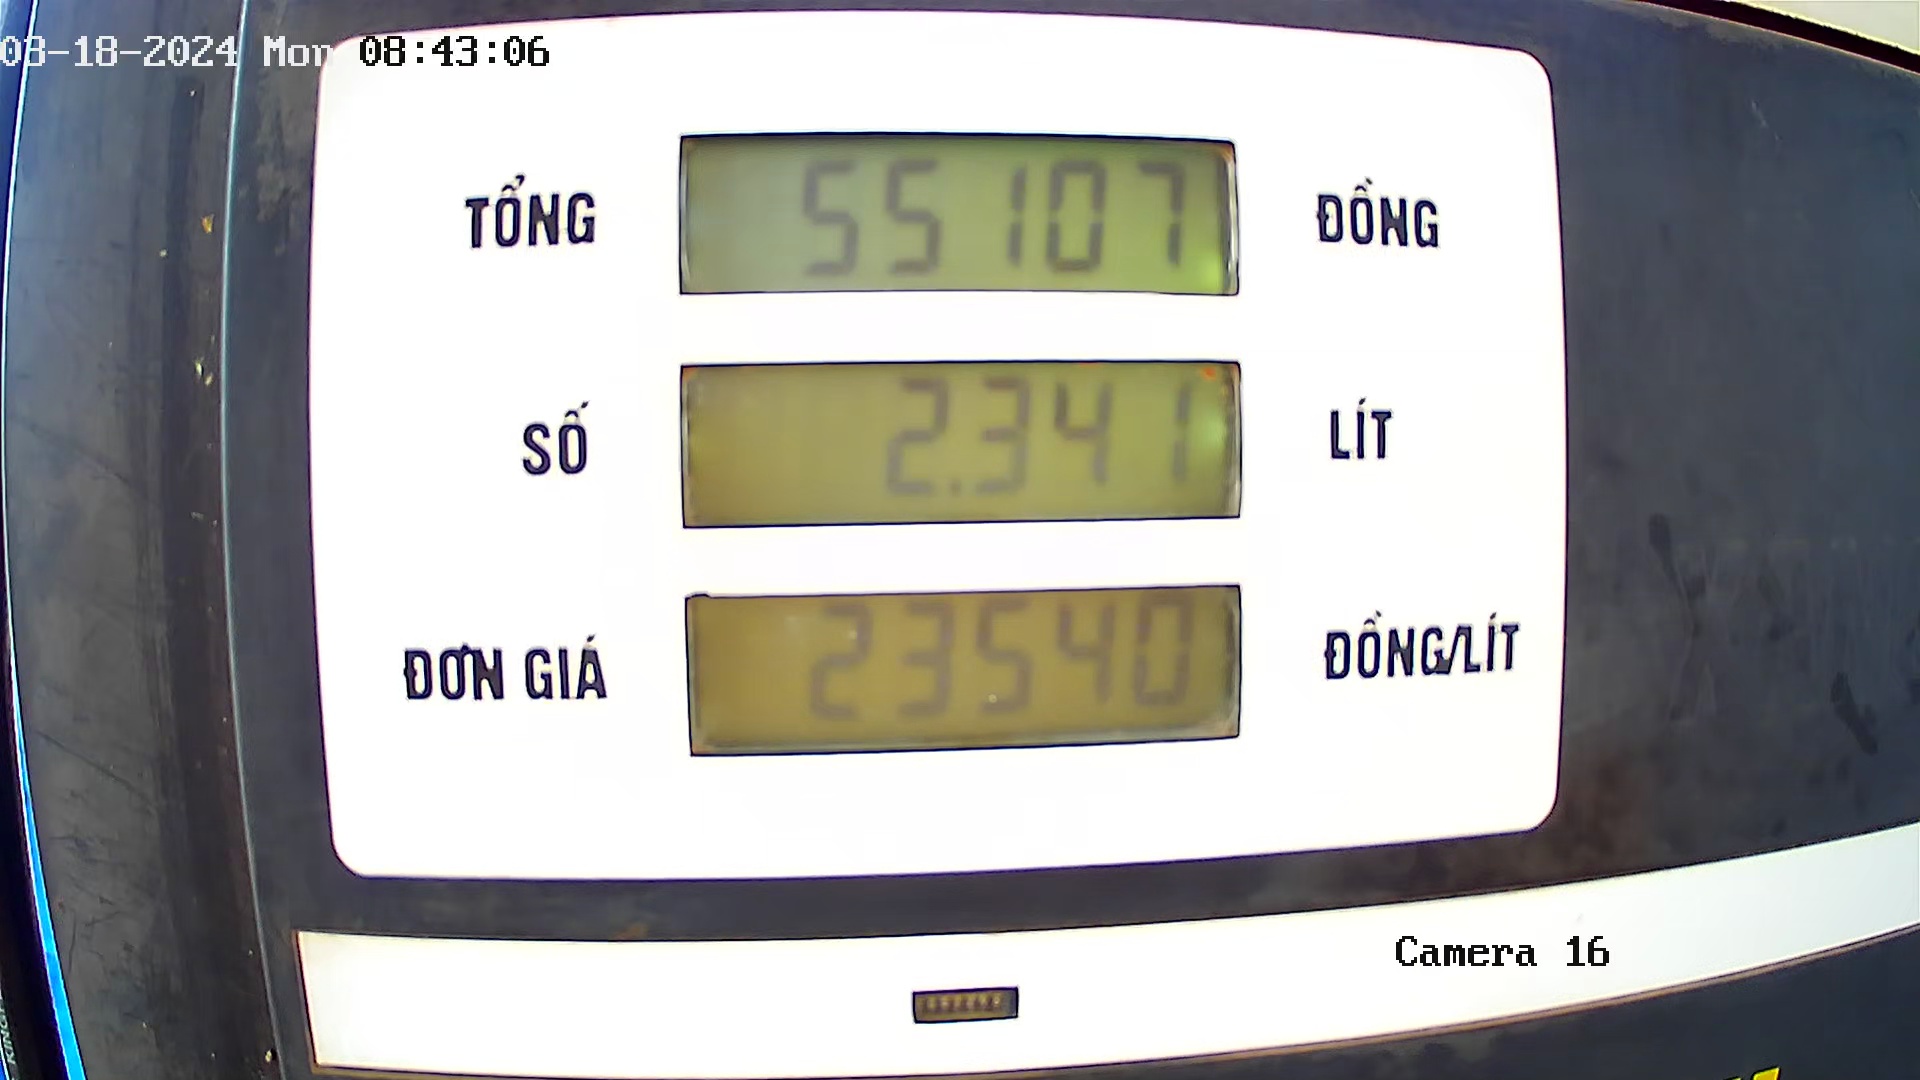 03-18-2024 Mon 08:43:06
TỔNG 55107 ĐỒNG
SỐ 2.341 LÍT
ĐƠN GIÁ 23540 ĐỒNG/LÍT
Camera 16